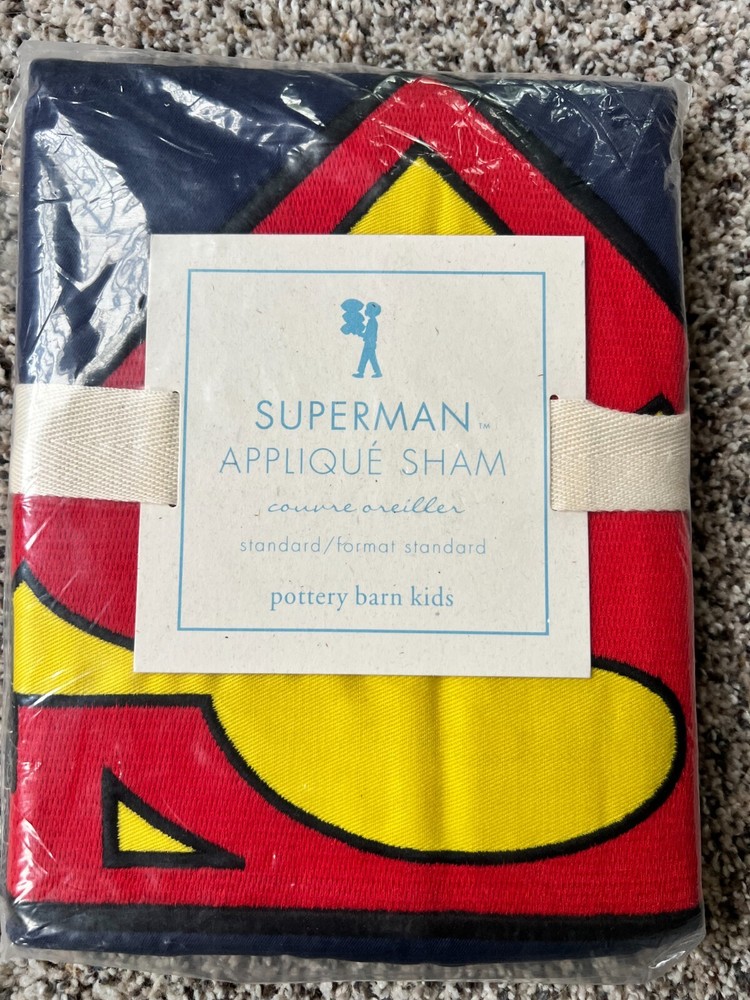 SUPERMAN™
APPLIQUÉ SHAM
couvre oreiller
standard/format standard
pottery barn kids